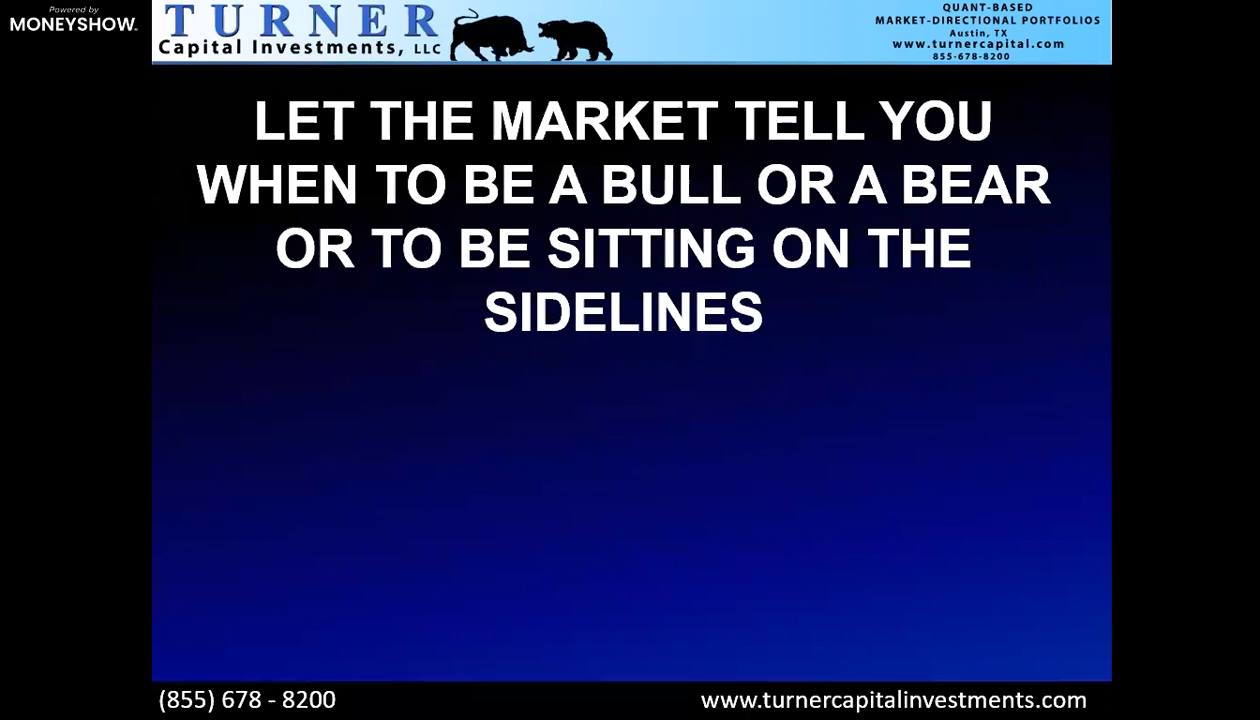 Powered by
MONEYSHOW.
TURNER
Capital Investments, LLC
QUANT-BASED
MARKET-DIRECTIONAL PORTFOLIOS
Austin, TX
www.turnercapital.com
855-678-8200
LET THE MARKET TELL YOU
WHEN TO BE A BULL OR A BEAR
OR TO BE SITTING ON THE
SIDELINES
(855) 678 - 8200
www.turnercapitalinvestments.com